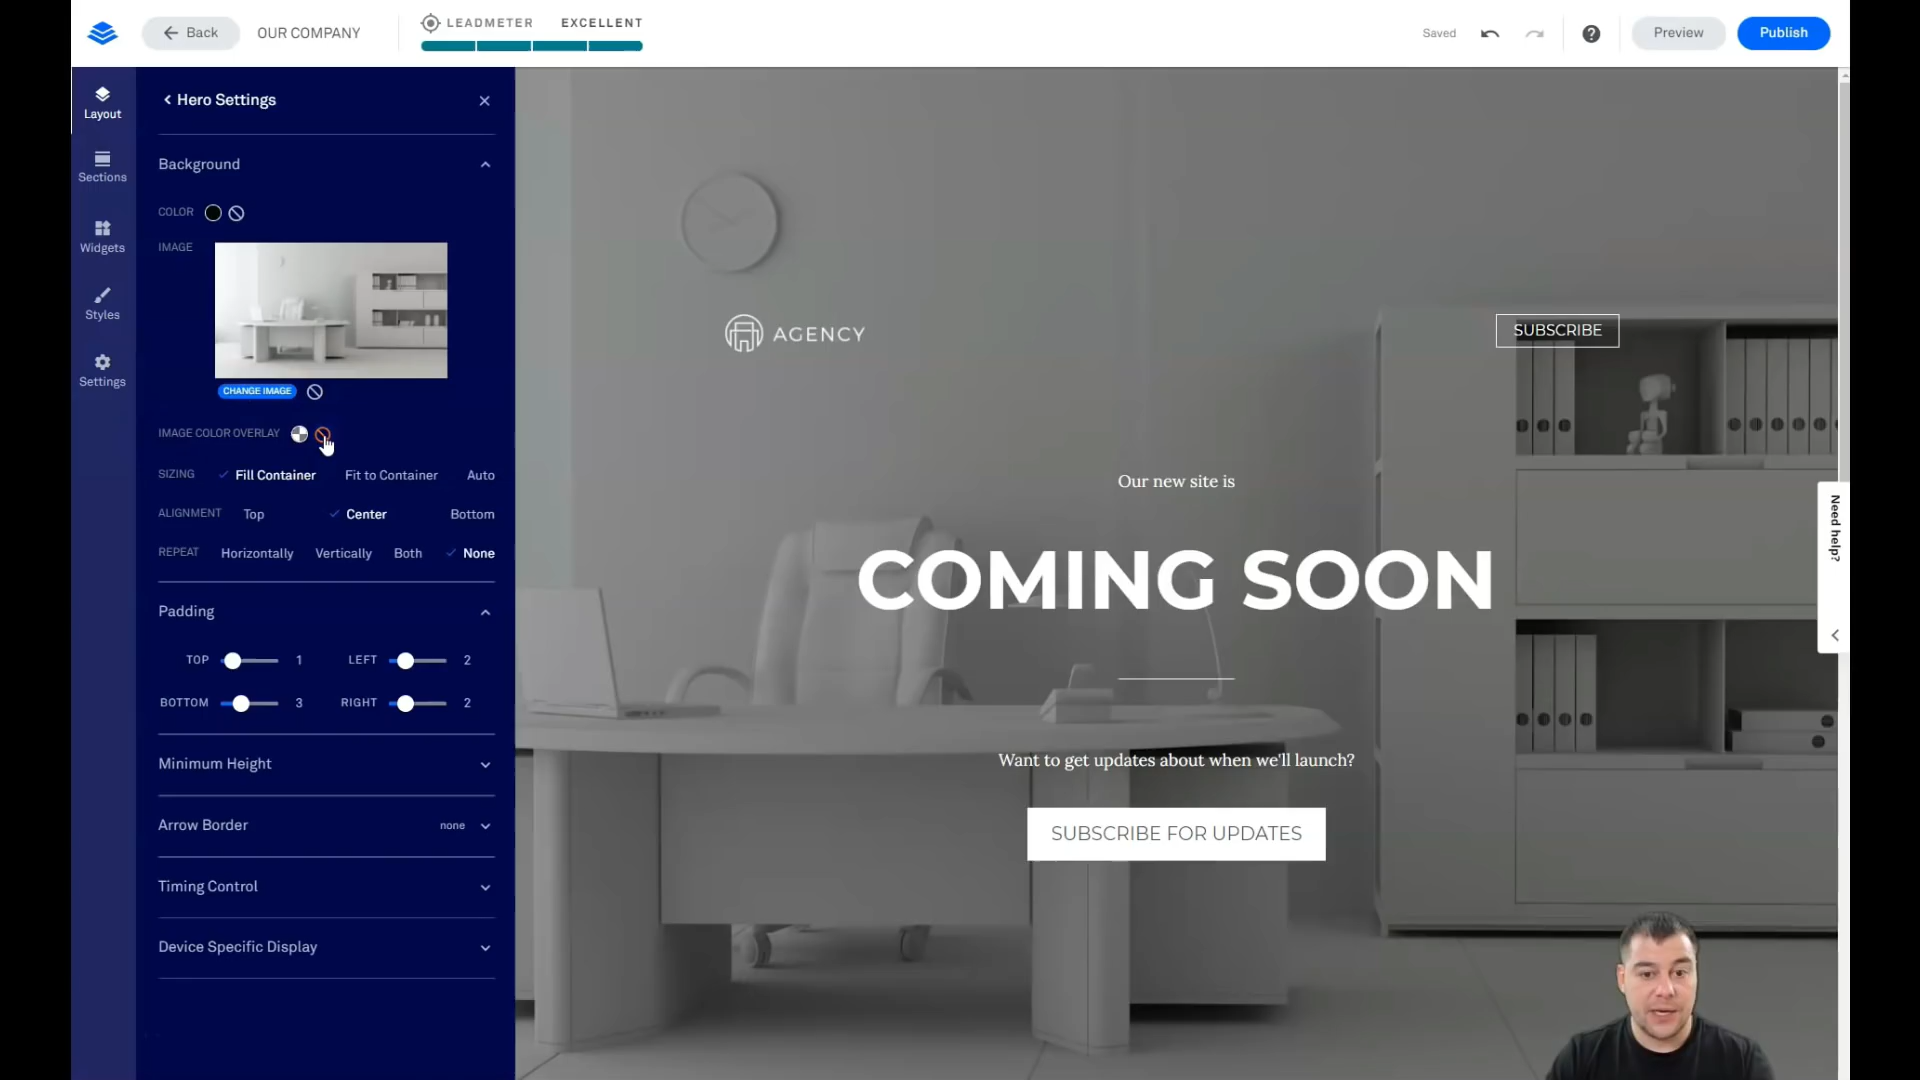 Back
OUR COMPANY
LEADMETER EXCELLENT
Saved
Preview
Publish
Layout
Sections
Widgets
Styles
Settings
Hero Settings
Background
COLOR
IMAGE
CHANGE IMAGE
IMAGE COLOR OVERLAY
SIZING Fill Container Fit to Container Auto
ALIGNMENT Top Center Bottom
REPEAT Horizontally Vertically Both None
Padding
TOP 1 LEFT 2
BOTTOM 3 RIGHT 2
Minimum Height
Arrow Border none
Timing Control
Device Specific Display
AGENCY
SUBSCRIBE
Our new site is
COMING SOON
Want to get updates about when we'll launch?
SUBSCRIBE FOR UPDATES
Need help?